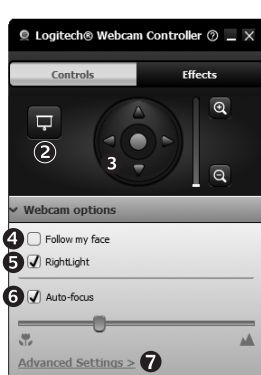 Logitech® Webcam Controller
Controls Effects
2
3
Webcam options
4 Follow my face
5 RightLight
6 Auto-focus
Advanced Settings > 7